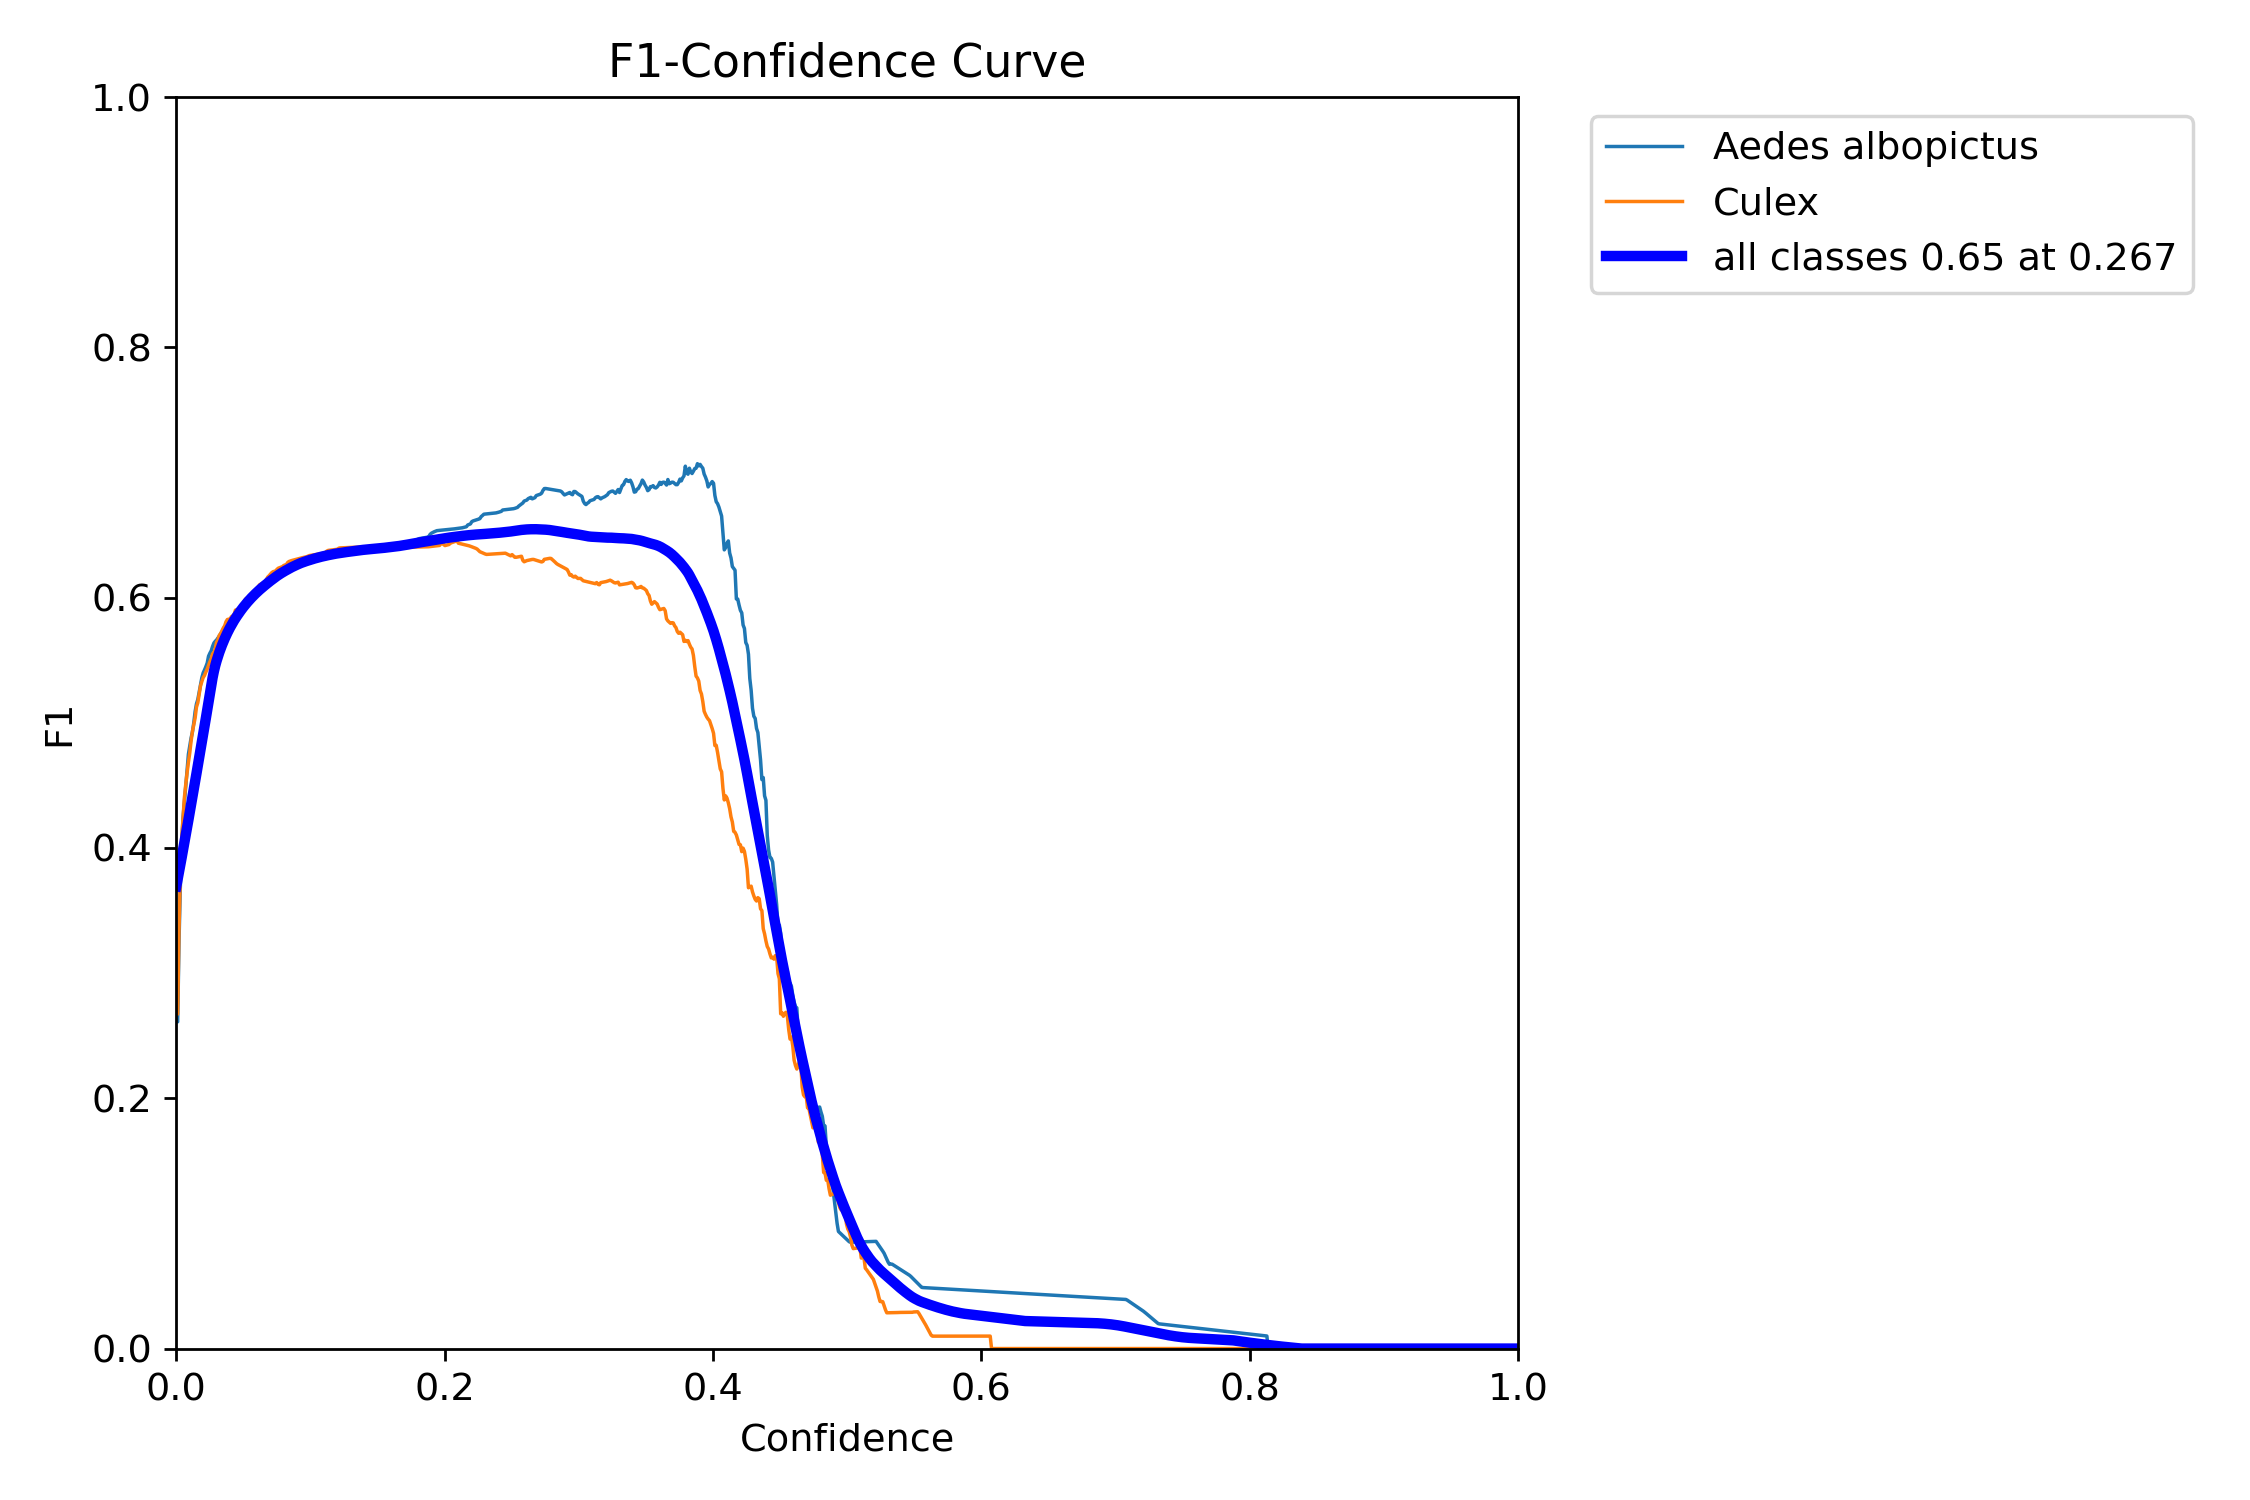 F1-Confidence Curve
1.0
0.8
0.6
0.4
0.2
0.0
F1
0.0 0.2 0.4 0.6 0.8 1.0
Confidence
Aedes albopictus
Culex
all classes 0.65 at 0.267